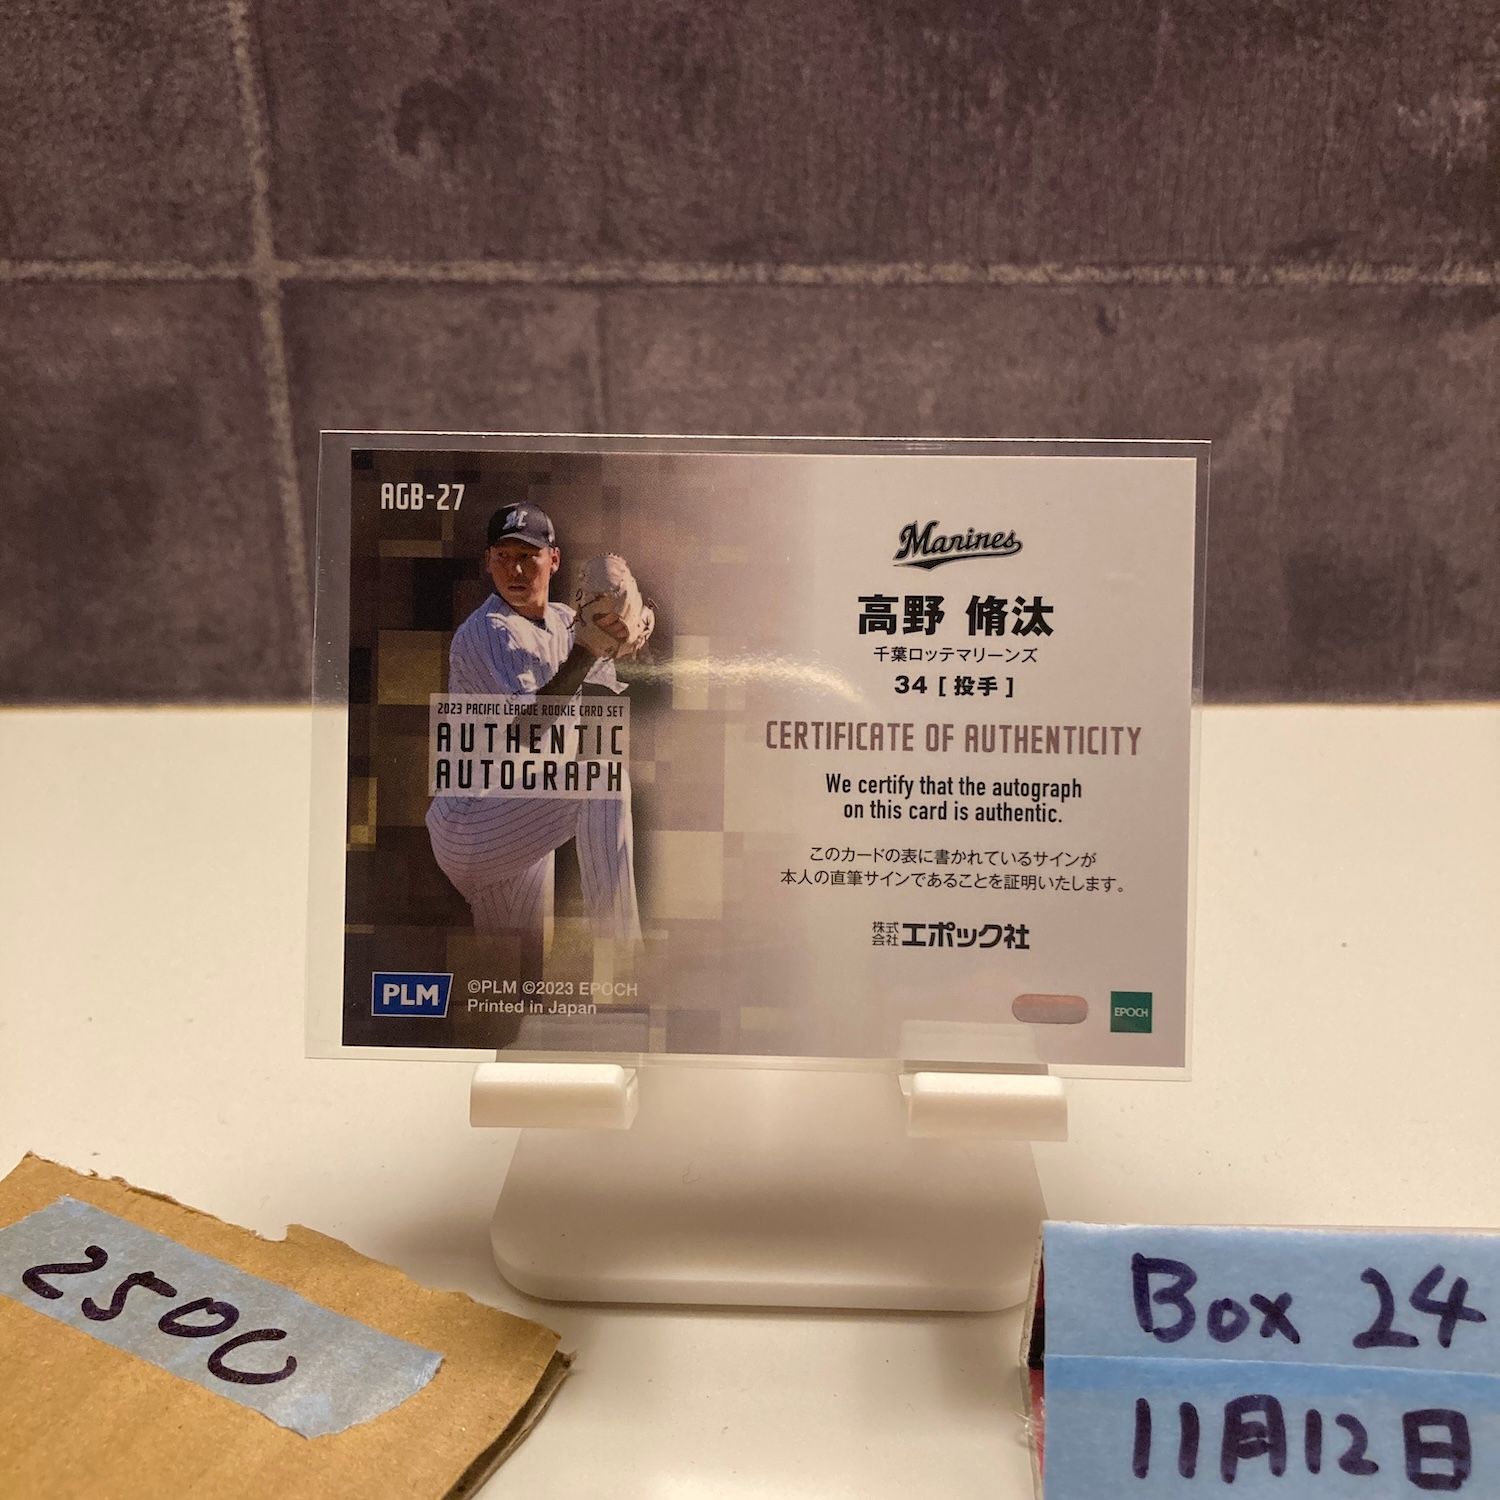 AGB-27
2023 PACIFIC LEAGUE ROOKIE CARD SET
AUTHENTIC
AUTOGRAPH
PLM
©PLM ©2023 EPOCH
Printed in Japan
Marines
高野 脩汰
千葉ロッテマリーンズ
34 [ 投手 ]
CERTIFICATE OF AUTHENTICITY
We certify that the autograph
on this card is authentic.
このカードの表に書かれているサインが
本人の直筆サインであることを証明いたします。
株式会社エポック社
EPOCH
2500
Box 24
11月12日